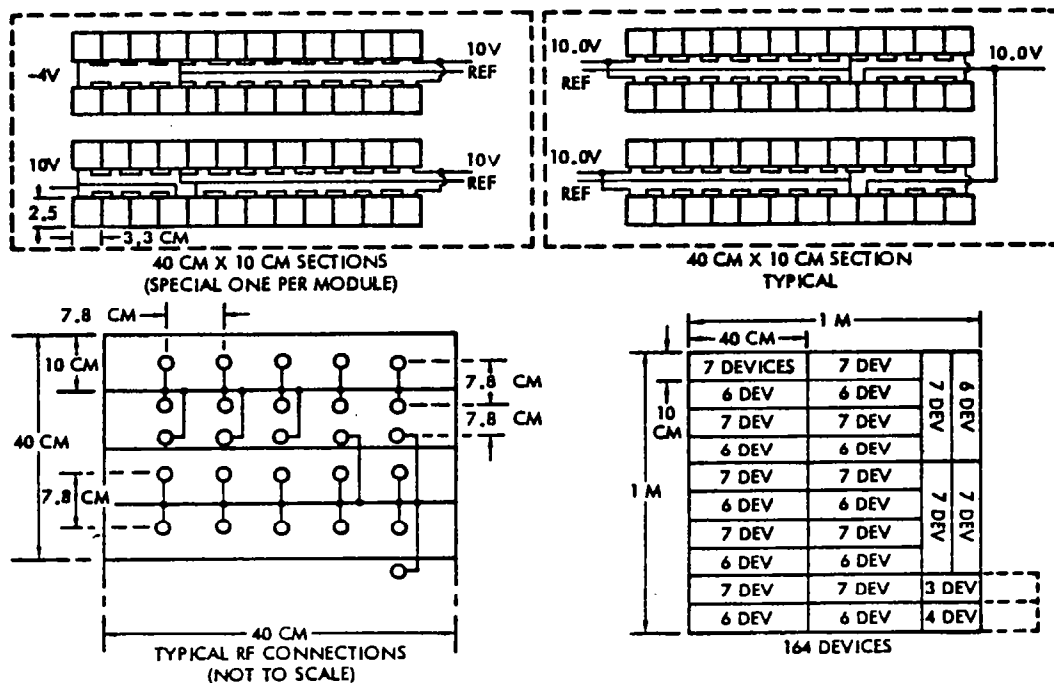 10V
-4V
REF
10V
10V
REF
2.5
3.3 CM
40 CM X 10 CM SECTIONS
(SPECIAL ONE PER MODULE)
10.0V
REF
10.0V
10.0V
REF
40 CM X 10 CM SECTION
TYPICAL
7.8 CM
10 CM
40 CM
7.8 CM
7.8 CM
7.8 CM
40 CM
TYPICAL RF CONNECTIONS
(NOT TO SCALE)
1 M
40 CM
7 DEVICES 7 DEV
6 DEV 6 DEV
7 DEV 7 DEV
6 DEV 6 DEV
7 DEV 7 DEV
6 DEV 6 DEV
7 DEV 7 DEV
6 DEV 6 DEV
7 DEV 7 DEV 3 DEV
6 DEV 6 DEV 4 DEV
7 DEV
6 DEV
7 DEV
7 DEV
10
CM
1 M
164 DEVICES